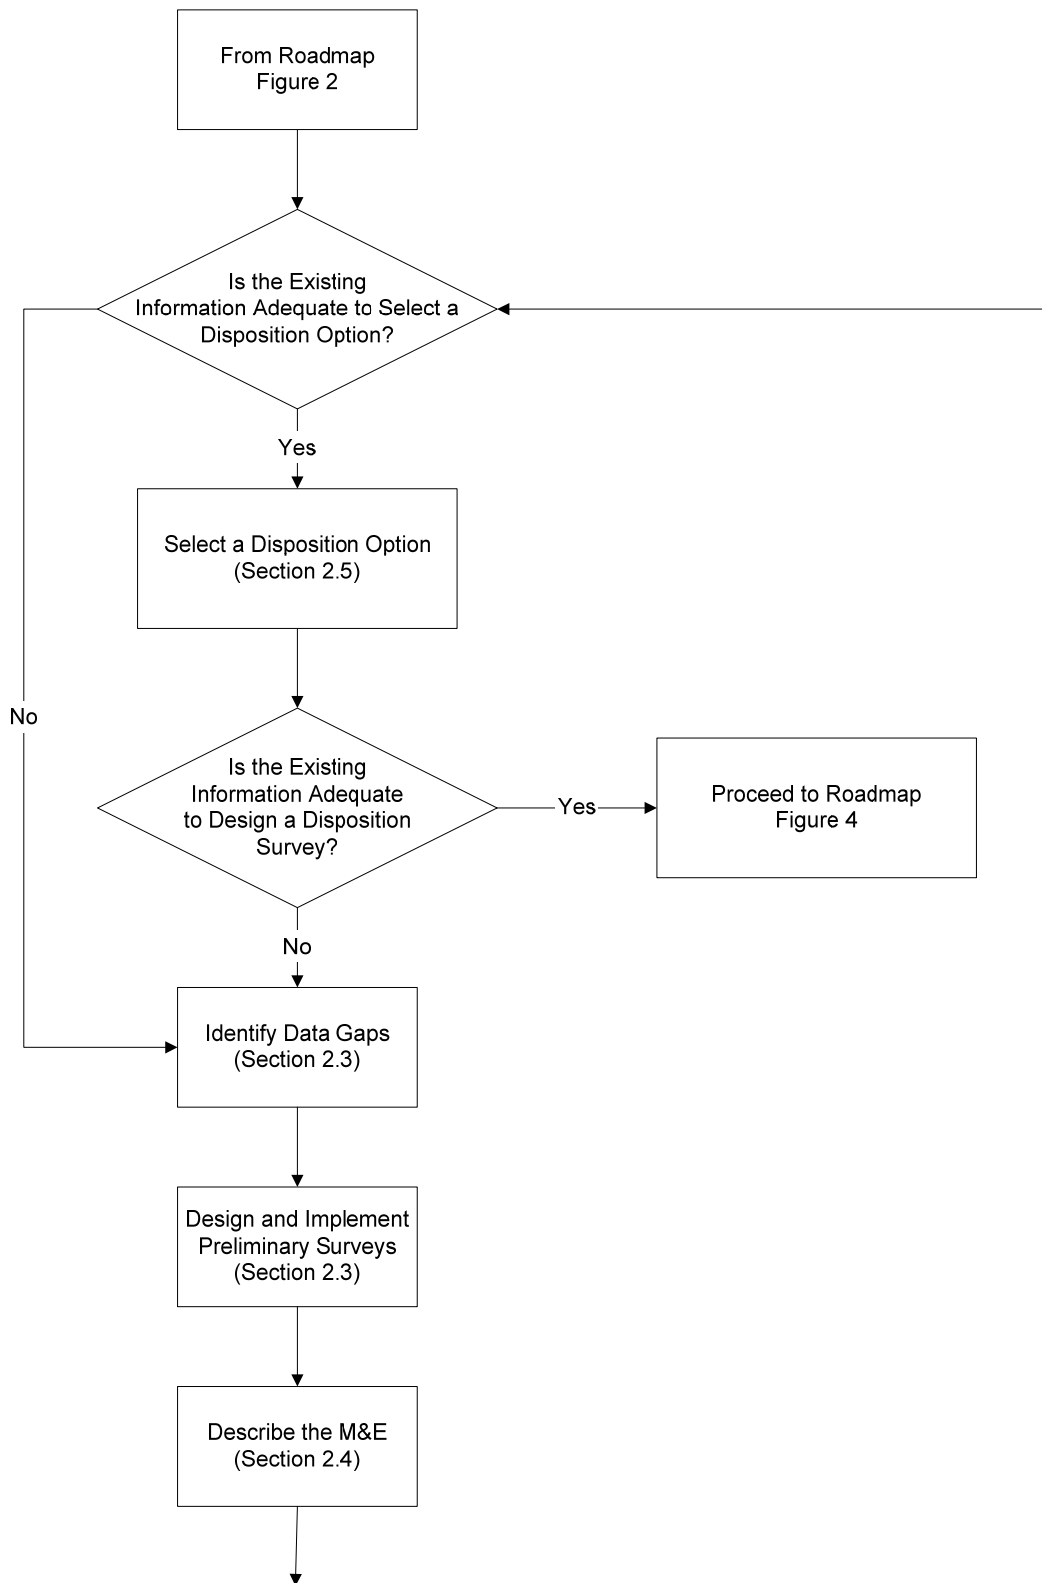 From Roadmap
Figure 2
Is the Existing
Information Adequate to Select a
Disposition Option?
Yes
Select a Disposition Option
(Section 2.5)
No
Is the Existing
Information Adequate
to Design a Disposition
Survey?
Yes
Proceed to Roadmap
Figure 4
No
Identify Data Gaps
(Section 2.3)
Design and Implement
Preliminary Surveys
(Section 2.3)
Describe the M&E
(Section 2.4)